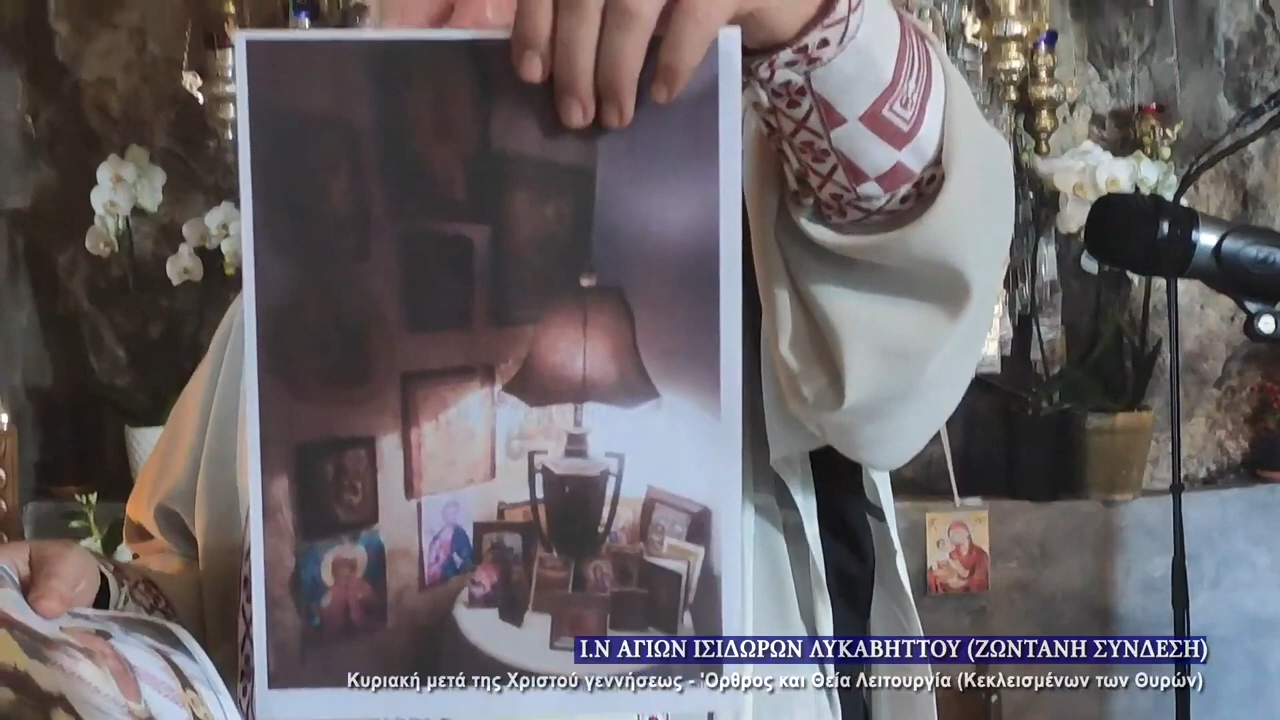 Ι.Ν ΑΓΙΩΝ ΙΣΙΔΩΡΩΝ ΛΥΚΑΒΗΤΤΟΥ (ΖΩΝΤΑΝΗ ΣΥΝΔΕΣΗ)
Κυριακή μετά της Χριστού γεννήσεως - Όρθρος και Θεία Λειτουργία (Κεκλεισμένων των Θυρών)